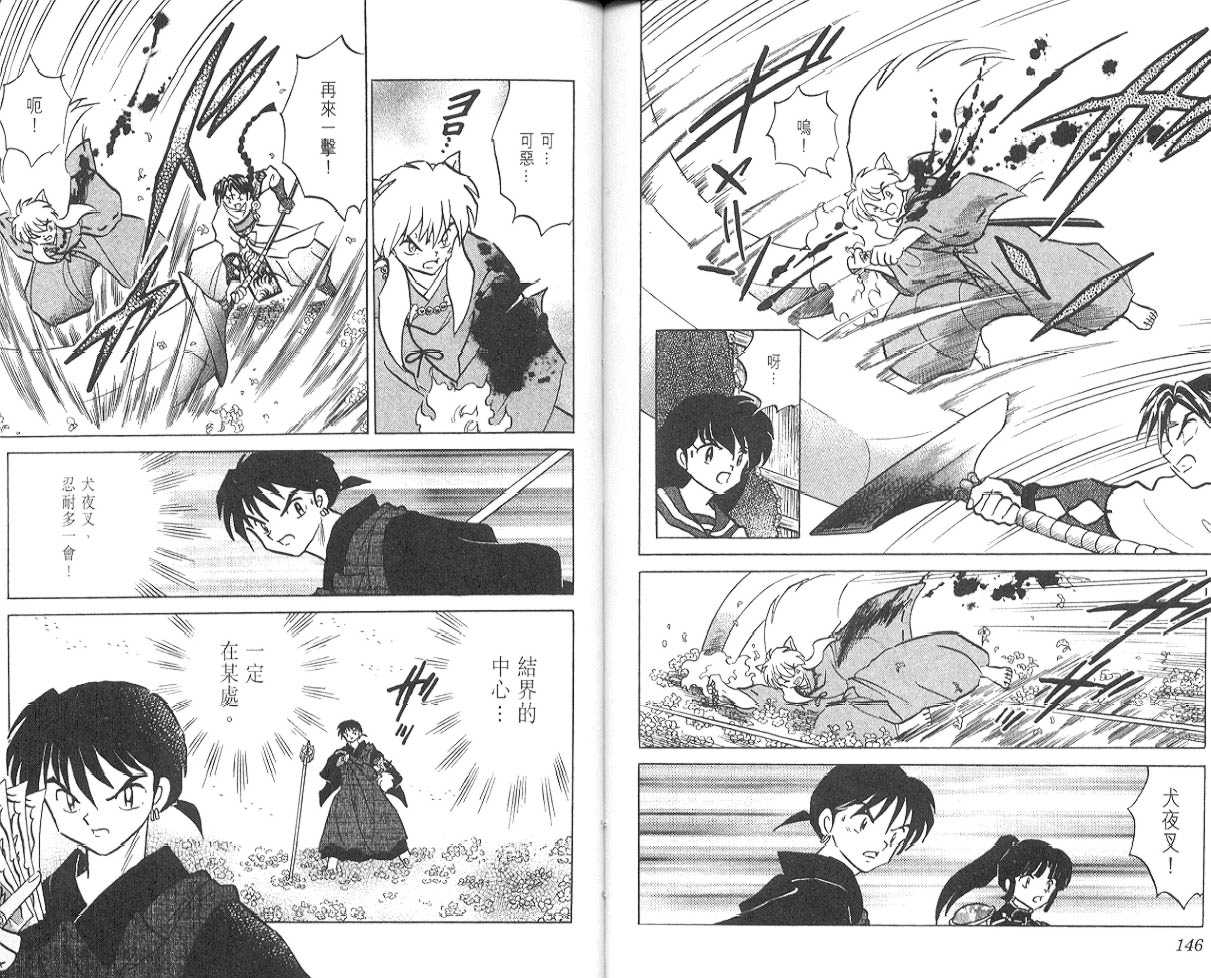 嗚！
呀…
犬夜叉！
146
可…
可惡…
再來一擊！
呃！
犬夜叉、
忍耐多一會！
結界的
中心…
一定
在某處。